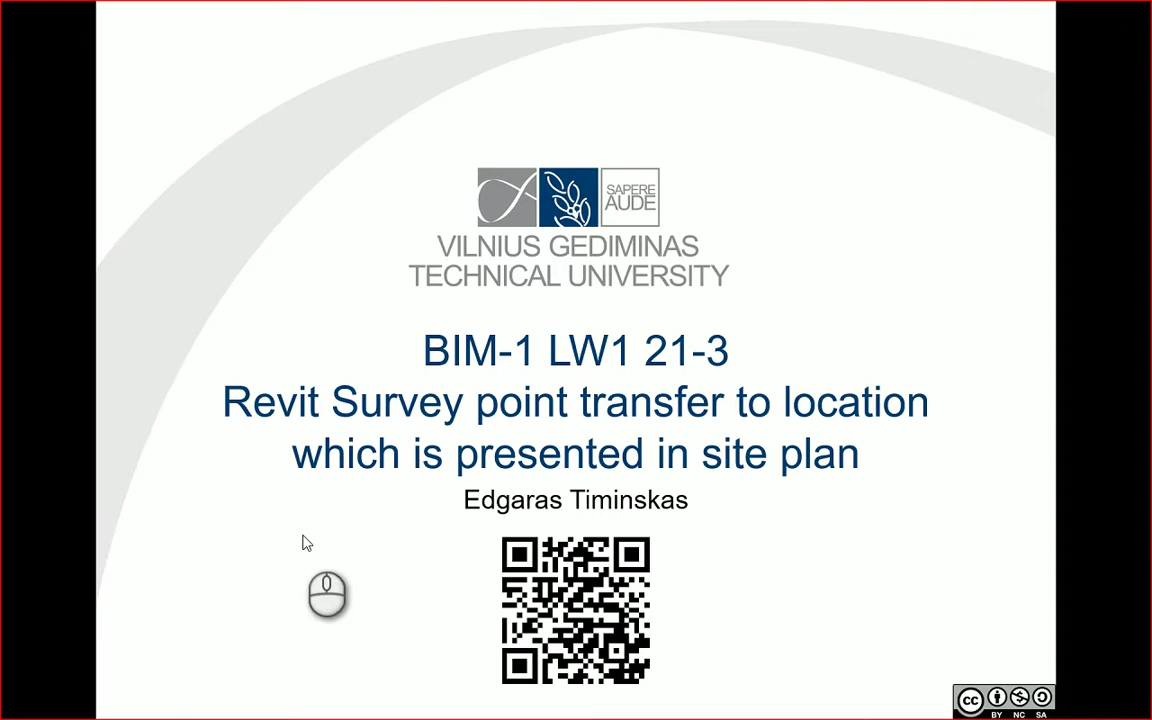 SAPERE
AUDE
VILNIUS GEDIMINAS
TECHNICAL UNIVERSITY
BIM-1 LW1 21-3
Revit Survey point transfer to location
which is presented in site plan
Edgaras Timinskas
cc
BY NC SA